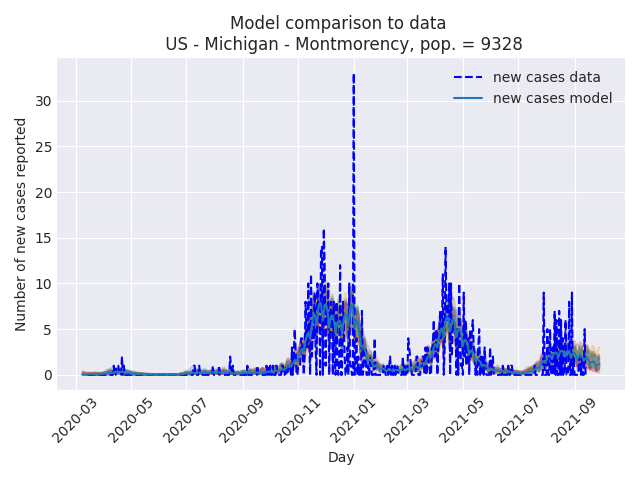 Model comparison to data
US - Michigan - Montmorency, pop. = 9328
new cases data
new cases model
Number of new cases reported
30
25
20
15
10
5
0
2020-03
2020-05
2020-07
2020-09
2020-11
2021-01
2021-03
2021-05
2021-07
2021-09
Day